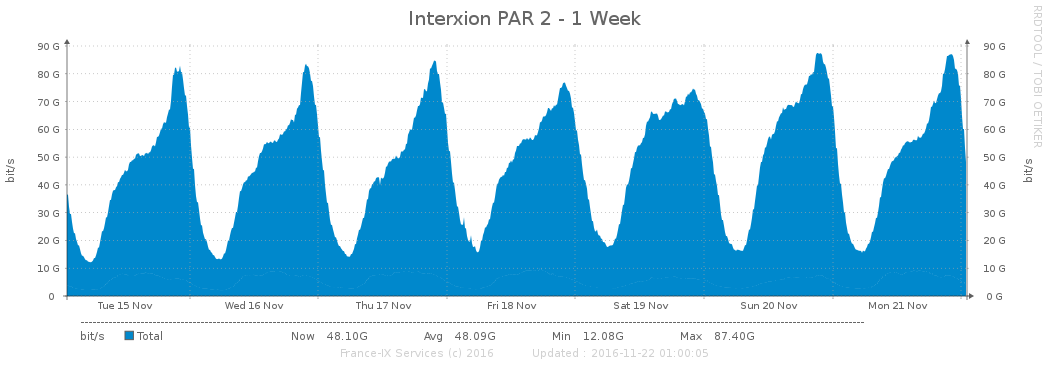 Interxion PAR 2 - 1 Week
RRDTOOL / TOBI OETIKER
90 G 90 G
80 G 80 G
70 G 70 G
60 G 60 G
50 G 50 G
40 G 40 G
30 G 30 G
20 G 20 G
10 G 10 G
0 0 G
bit/s
bit/s
Tue 15 Nov Wed 16 Nov Thu 17 Nov Fri 18 Nov Sat 19 Nov Sun 20 Nov Mon 21 Nov
bit/s Total Now 48.10G Avg 48.09G Min 12.08G Max 87.40G
France-IX Services (c) 2016 Updated : 2016-11-22 01:00:05